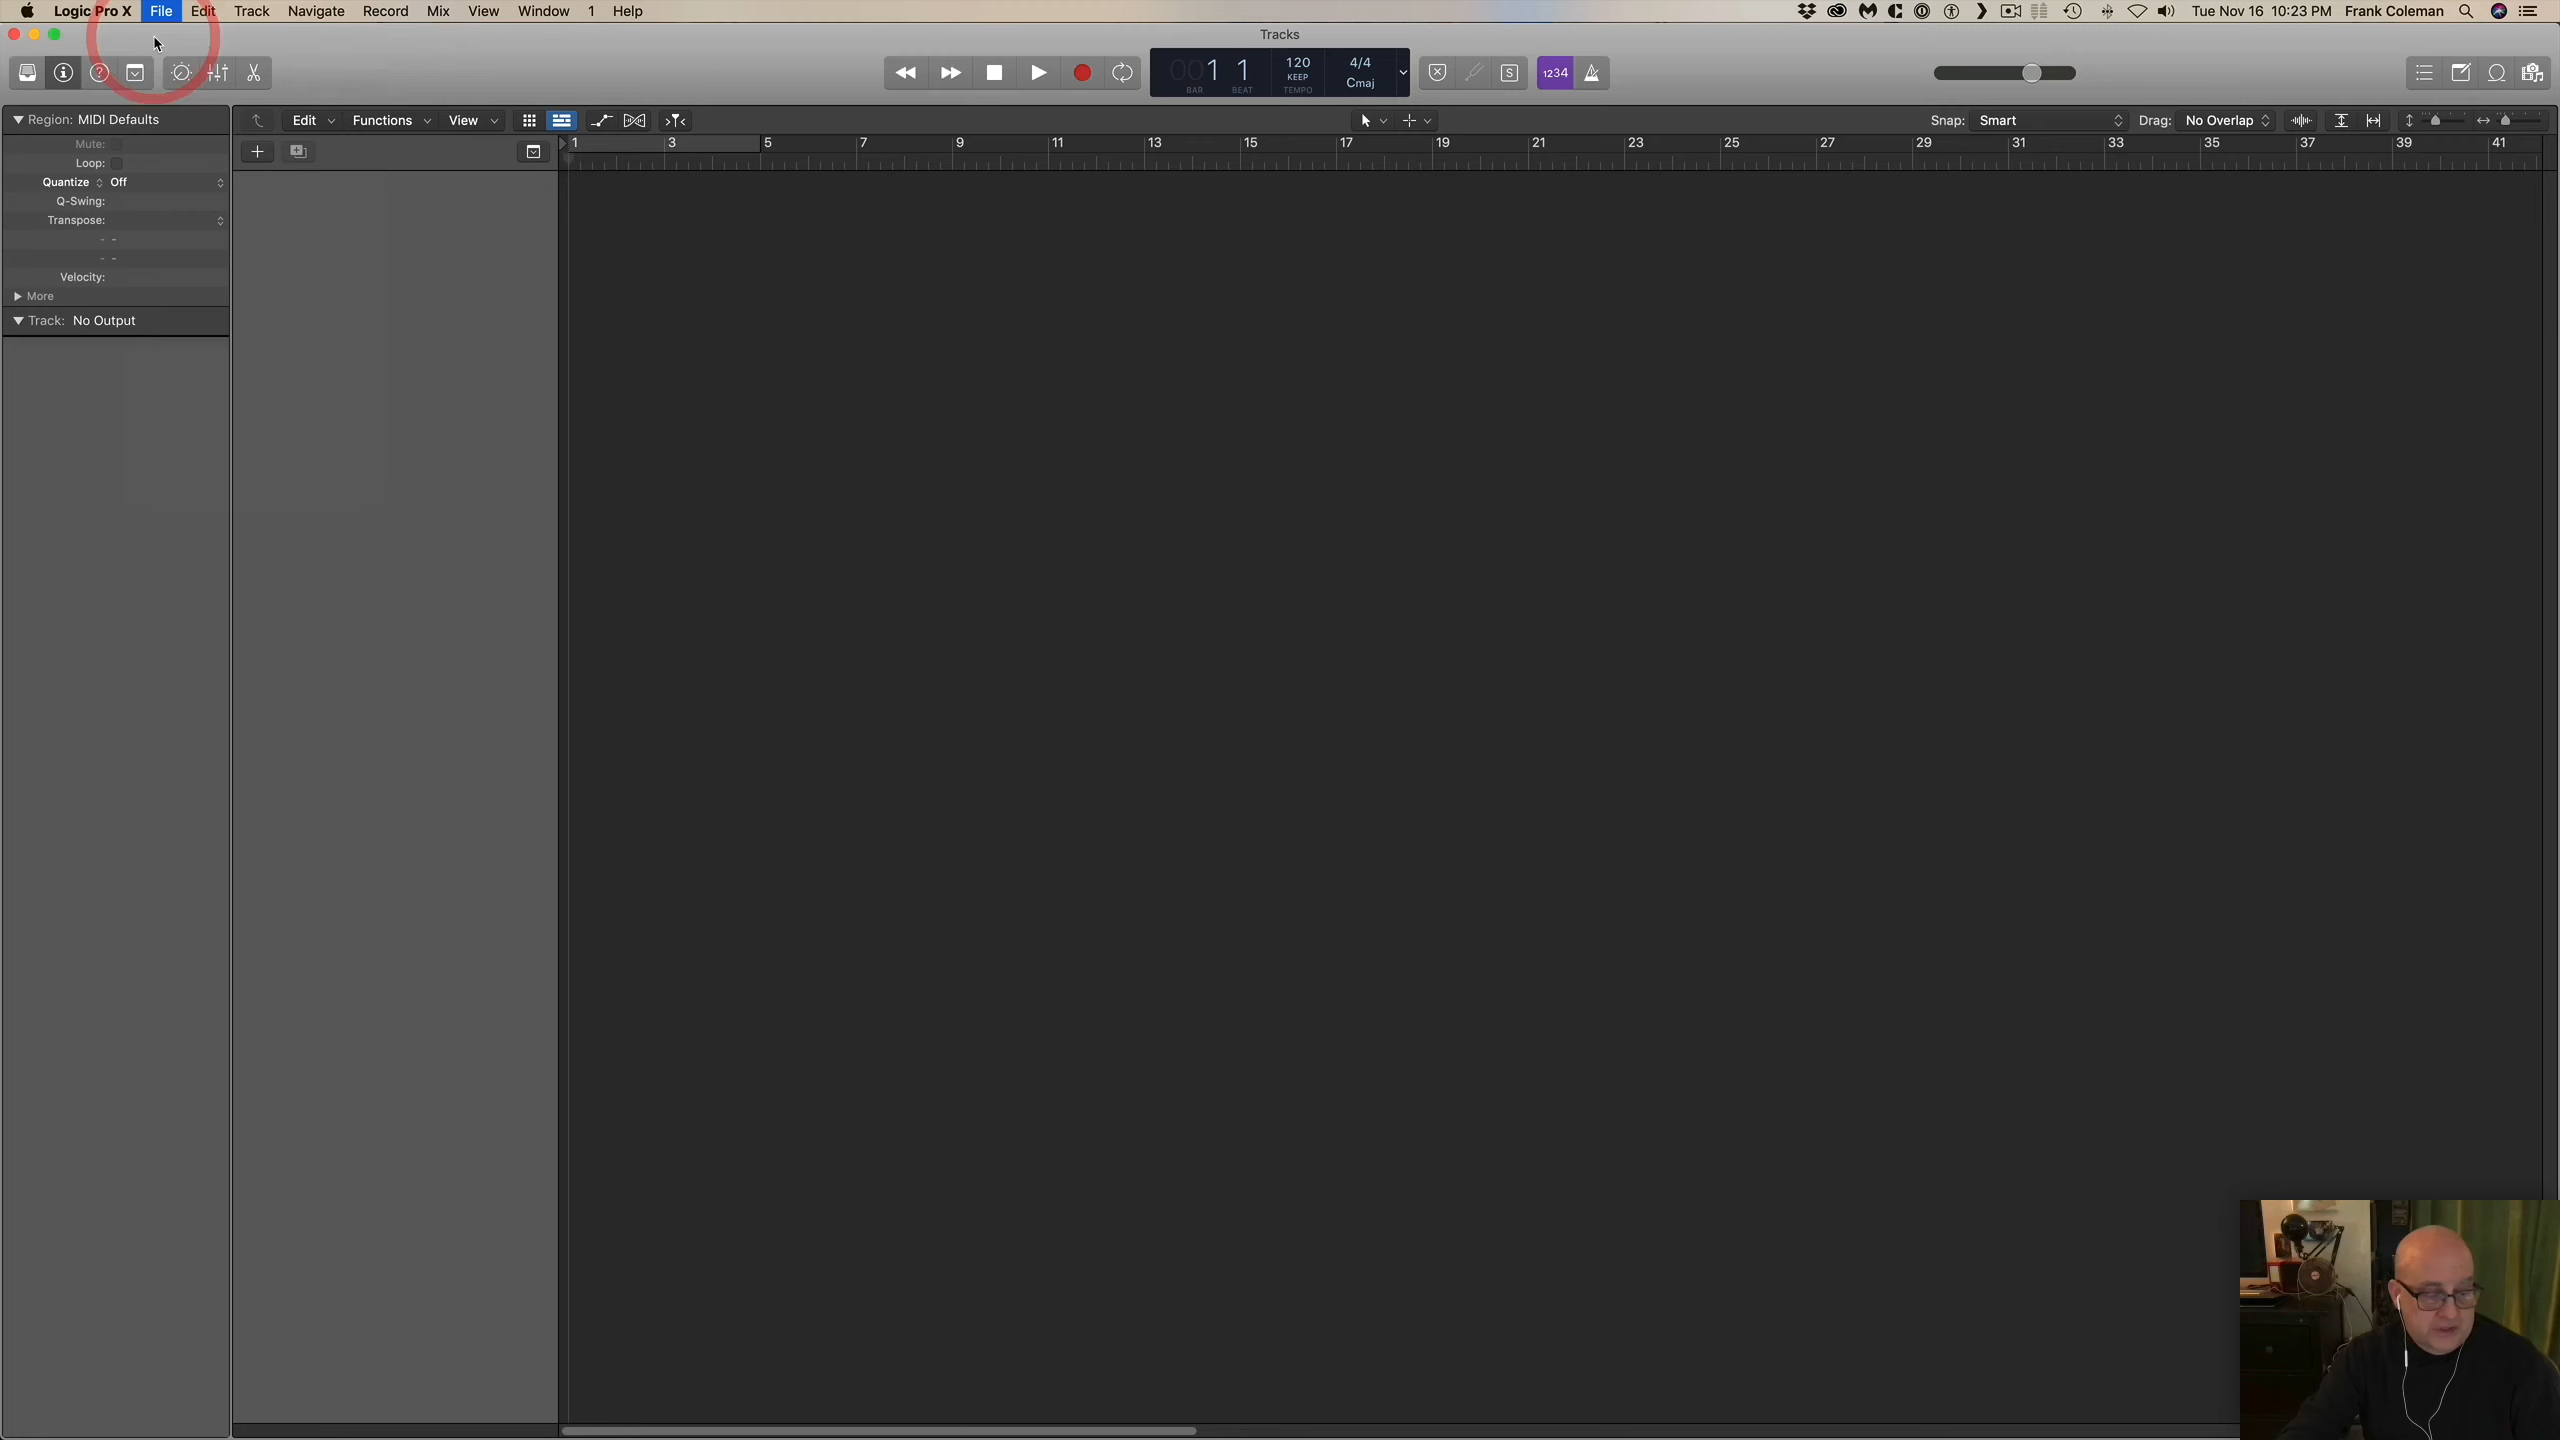 Logic Pro X File Edit Track Navigate Record Mix View Window 1 Help
Tue Nov 16 10:23 PM Frank Coleman
Tracks
001 1
BAR BEAT
120
KEEP
TEMPO
4/4
Cmaj
S
1234
Region: MIDI Defaults
Mute:
Loop:
Quantize Off
Q-Swing:
Transpose:
- -
- -
Velocity:
More
Track: No Output
Edit Functions View
Snap: Smart Drag: No Overlap
1 3 5 7 9 11 13 15 17 19 21 23 25 27 29 31 33 35 37 39 41